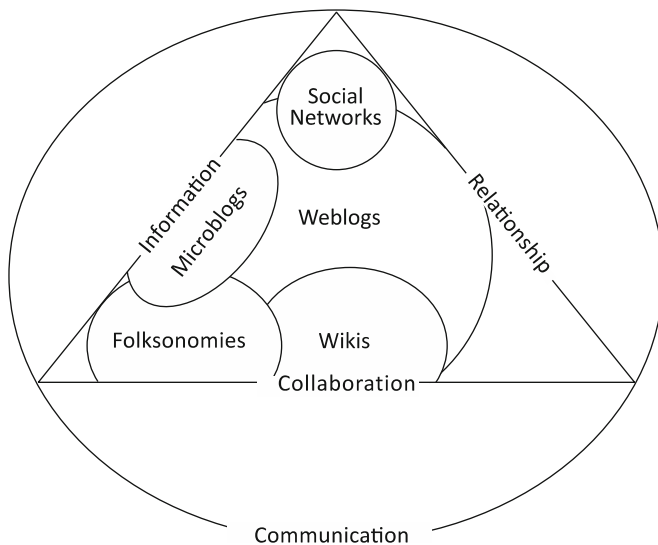 Social
Networks
Information
Microblogs
Weblogs
Relationship
Folksonomies
Wikis
Collaboration
Communication